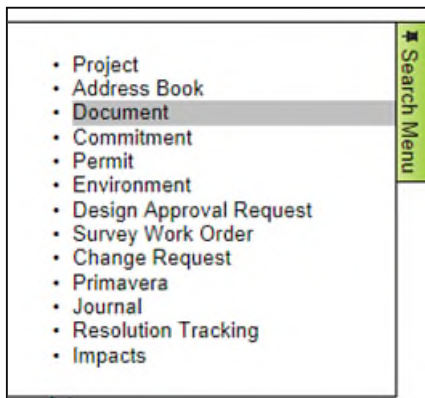 • Project
• Address Book
• Document
• Commitment
• Permit
• Environment
• Design Approval Request
• Survey Work Order
• Change Request
• Primavera
• Journal
• Resolution Tracking
• Impacts
Search Menu